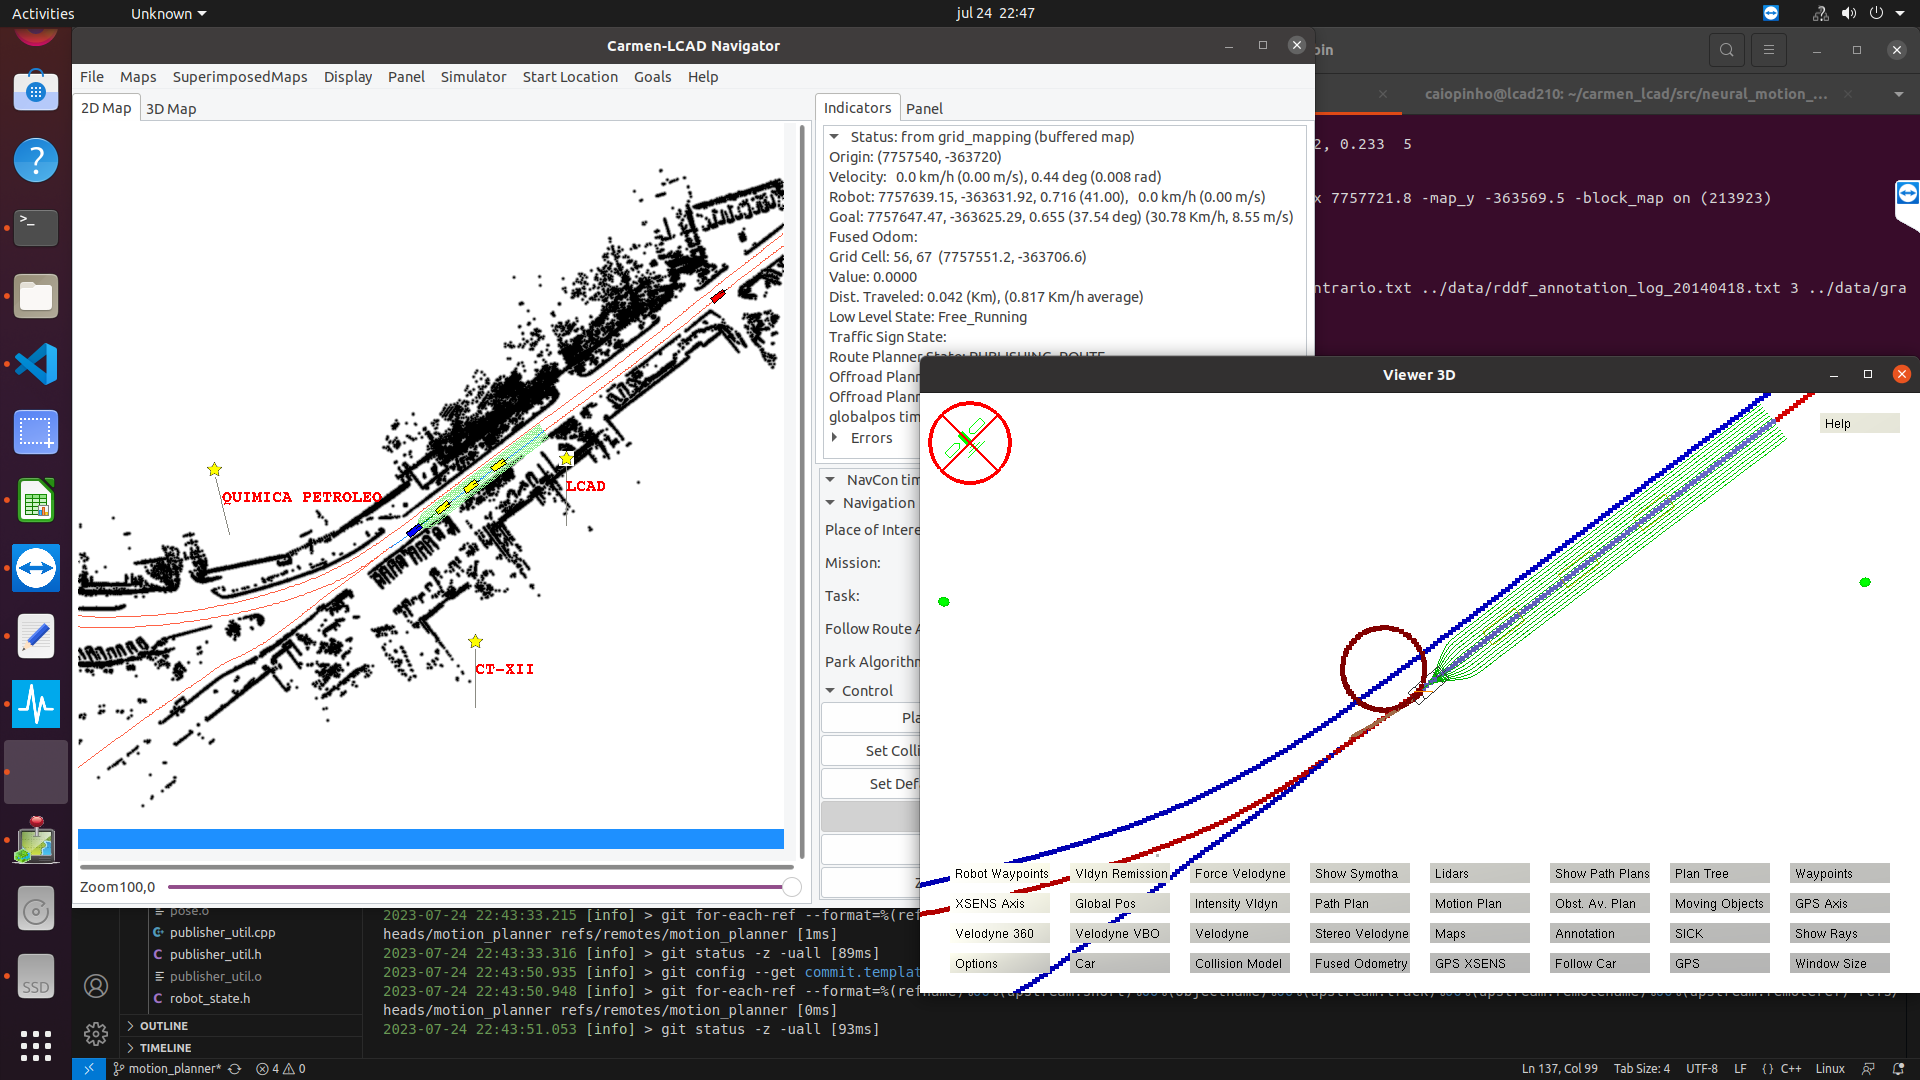 Activities
Unknown
jul 24 22:47
Carmen-LCAD Navigator
File Maps SuperimposedMaps Display Panel Simulator Start Location Goals Help
2D Map 3D Map
QUIMICA PETROLEO
LCAD
CT-XII
Zoom100,0
Indicators Panel
Status: from grid_mapping (buffered map)
Origin: (7757540, -363720)
Velocity: 0.0 km/h (0.00 m/s), 0.44 deg (0.008 rad)
Robot: 7757639.15, -363631.92, 0.716 (41.00), 0.0 km/h (0.00 m/s)
Goal: 7757647.47, -363625.29, 0.655 (37.54 deg) (30.78 Km/h, 8.55 m/s)
Fused Odom:
Grid Cell: 56, 67 (7757551.2, -363706.6)
Value: 0.0000
Dist. Traveled: 0.042 (Km), (0.817 Km/h average)
Low Level State: Free_Running
Traffic Sign State:
Route Planner State: PUBLISHING_ROUTE
Offroad Plann
Offroad Plann
globalpos tim
Errors
NavCon tim
Navigation
Place of Intere
Mission:
Task:
Follow Route A
Park Algorithm
Control
Pla
Set Colli
Set Def
Z
pin
caiopinho@lcad210: ~/carmen_lcad/src/neural_motion_...
2, 0.233 5
x 7757721.8 -map_y -363569.5 -block_map on (213923)
ntrario.txt ../data/rddf_annotation_log_20140418.txt 3 ../data/gra
Viewer 3D
Help
Robot Waypoints Vldyn Remission Force Velodyne Show Symotha Lidars Show Path Plans Plan Tree Waypoints
XSENS Axis Global Pos Intensity Vldyn Path Plan Motion Plan Obst. Av. Plan Moving Objects GPS Axis
Velodyne 360 Velodyne VBO Velodyne Stereo Velodyne Maps Annotation SICK Show Rays
Options Car Collision Model Fused Odometry GPS XSENS Follow Car GPS Window Size
pose.o
publisher_util.cpp
publisher_util.h
publisher_util.o
robot_state.h
OUTLINE
TIMELINE
2023-07-24 22:43:33.215 [info] > git for-each-ref --format=%(ref
heads/motion_planner refs/remotes/motion_planner [1ms]
2023-07-24 22:43:33.316 [info] > git status -z -uall [89ms]
2023-07-24 22:43:50.935 [info] > git config --get commit.templat
2023-07-24 22:43:50.948 [info] > git for-each-ref --format=%(refname)
heads/motion_planner refs/remotes/motion_planner [0ms]
2023-07-24 22:43:51.053 [info] > git status -z -uall [93ms]
motion_planner* 4 0
Ln 137, Col 99 Tab Size: 4 UTF-8 LF {} C++ Linux
SSD